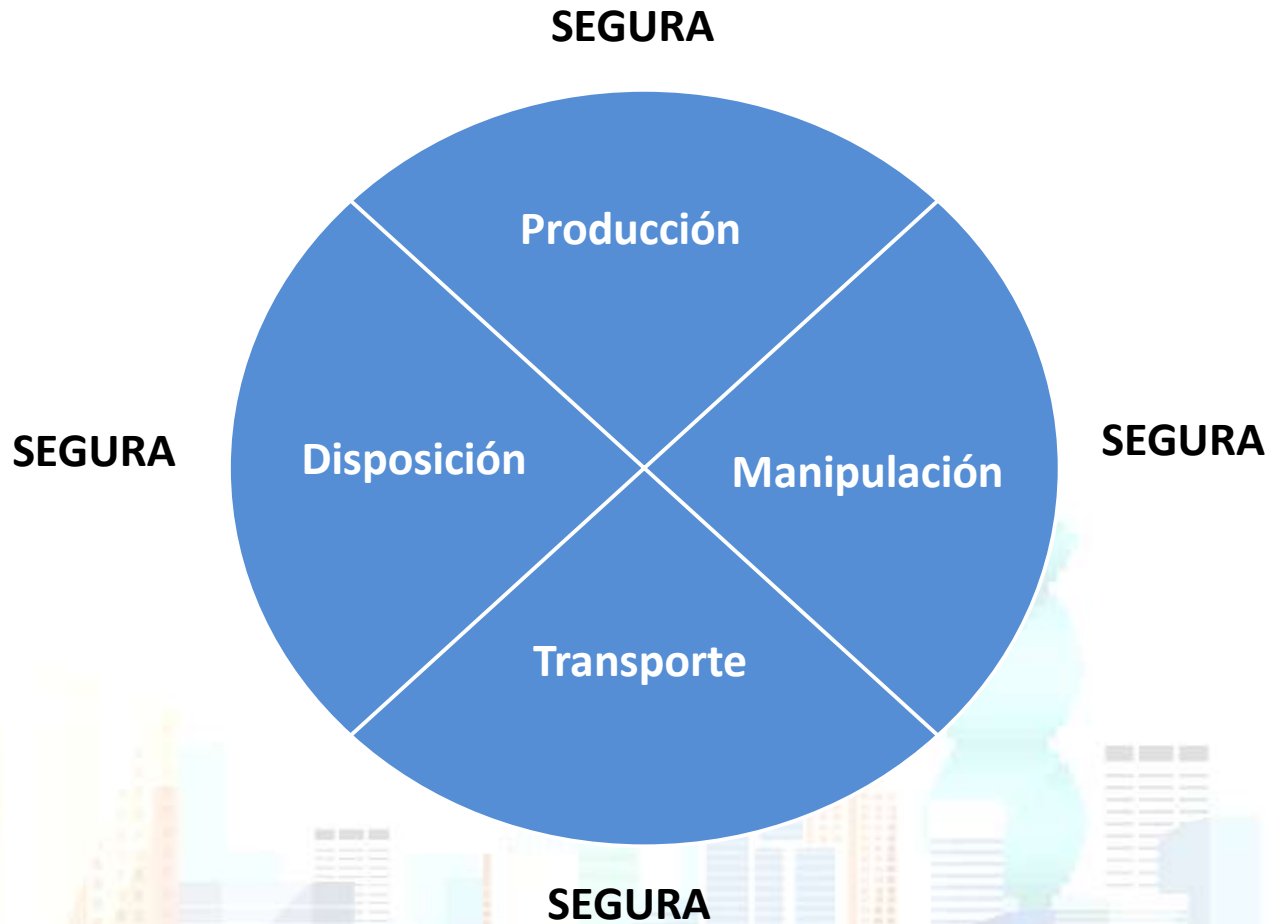 SEGURA
Producción
SEGURA
Disposición
Manipulación
SEGURA
Transporte
SEGURA